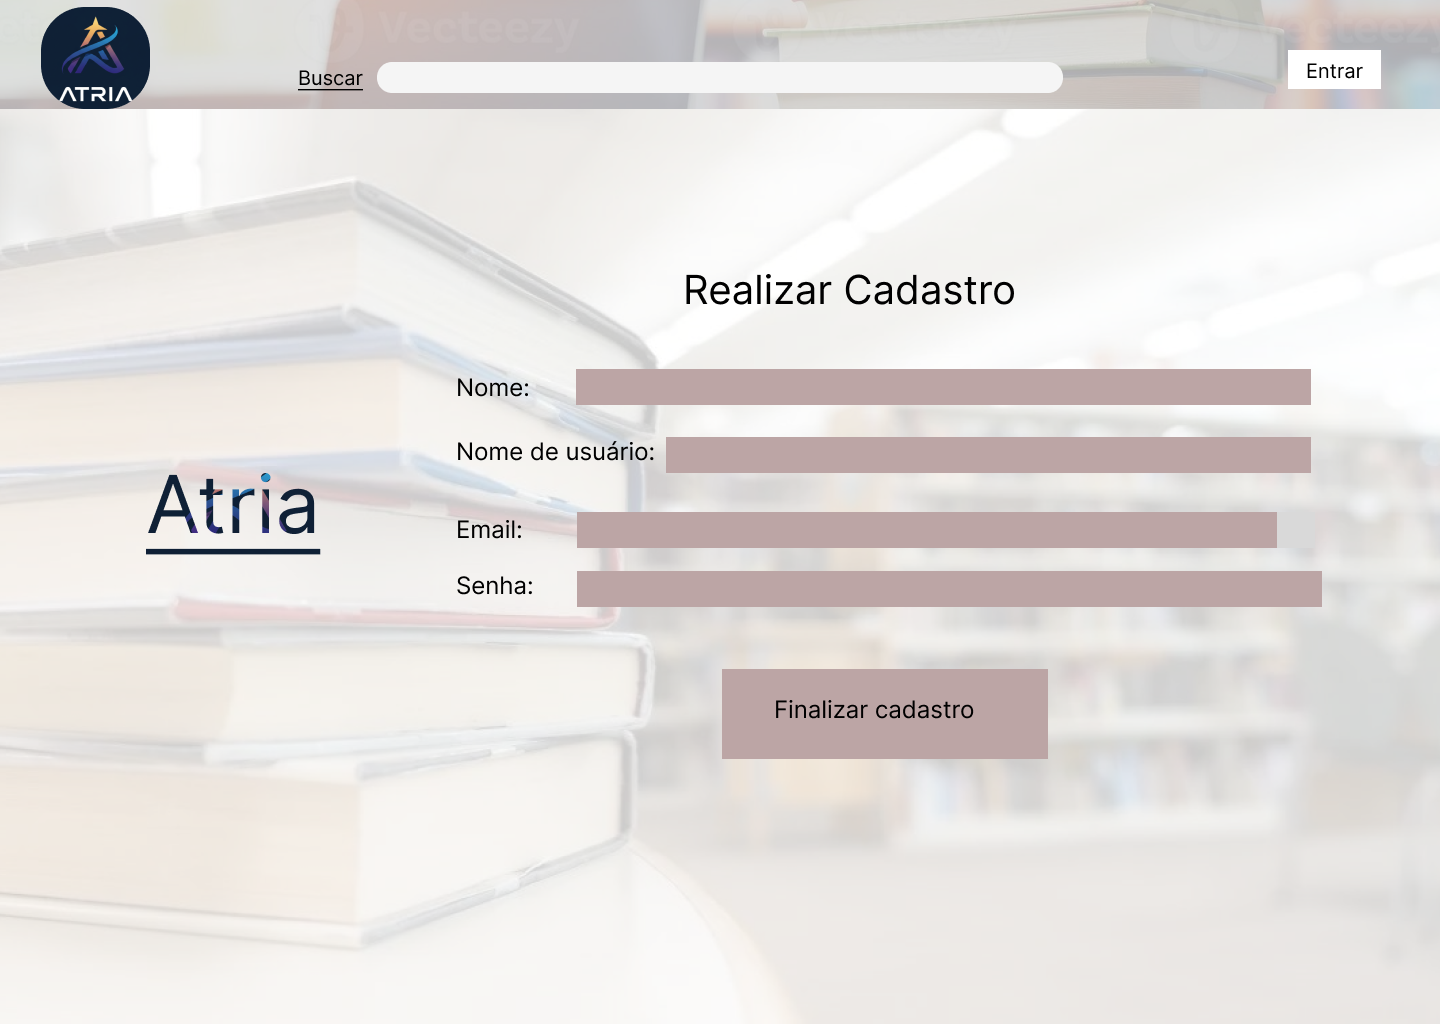 Vecteezy
ATRIA
Buscar
Entrar
Realizar Cadastro
Nome:
Nome de usuário:
Atria
Email:
Senha:
Finalizar cadastro